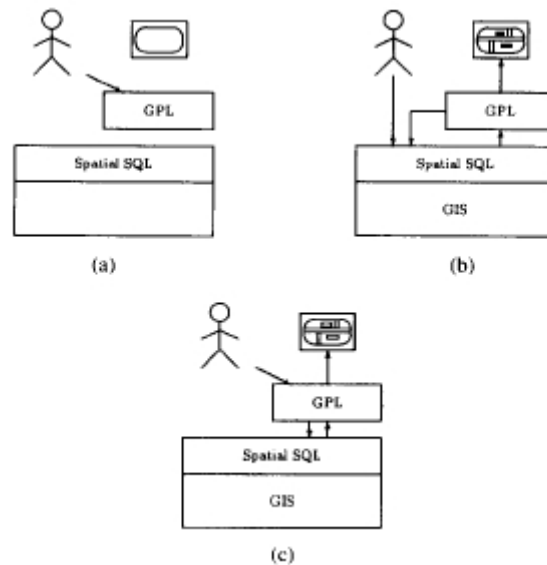 GPL
Spatial SQL
(a)
GPL
Spatial SQL
GIS
(b)
GPL
Spatial SQL
GIS
(c)